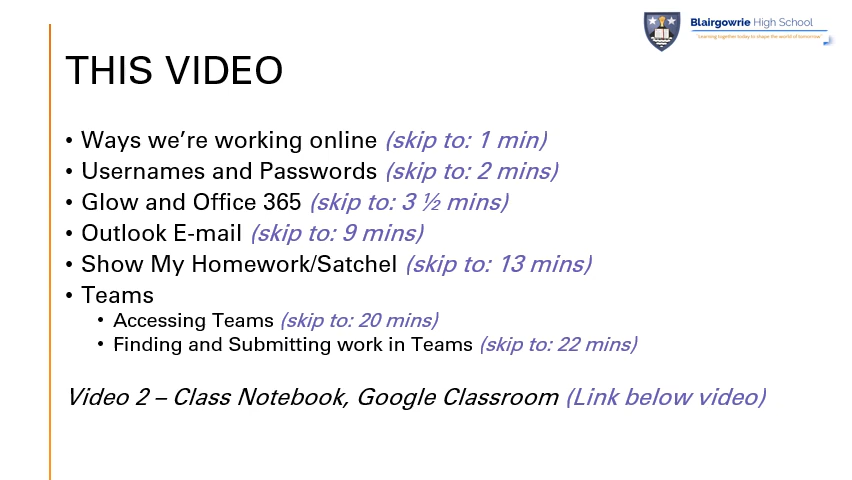 Blairgowrie High School
"Learning together today to shape the world of tomorrow"
THIS VIDEO
• Ways we're working online (skip to: 1 min)
• Usernames and Passwords (skip to: 2 mins)
• Glow and Office 365 (skip to: 3 ½ mins)
• Outlook E-mail (skip to: 9 mins)
• Show My Homework/Satchel (skip to: 13 mins)
• Teams
• Accessing Teams (skip to: 20 mins)
• Finding and Submitting work in Teams (skip to: 22 mins)
Video 2 – Class Notebook, Google Classroom (Link below video)